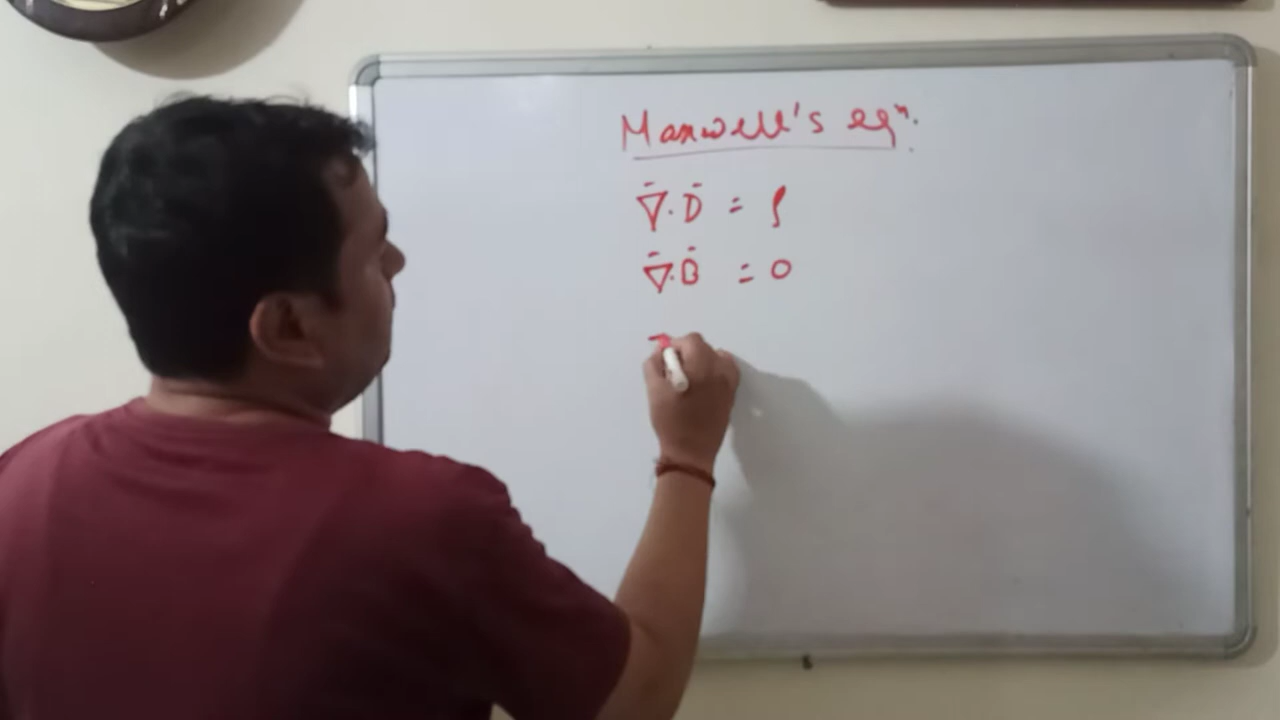 Maxwell's eqⁿ.
∇̄·D̄ = ρ
∇̄·B̄ = 0